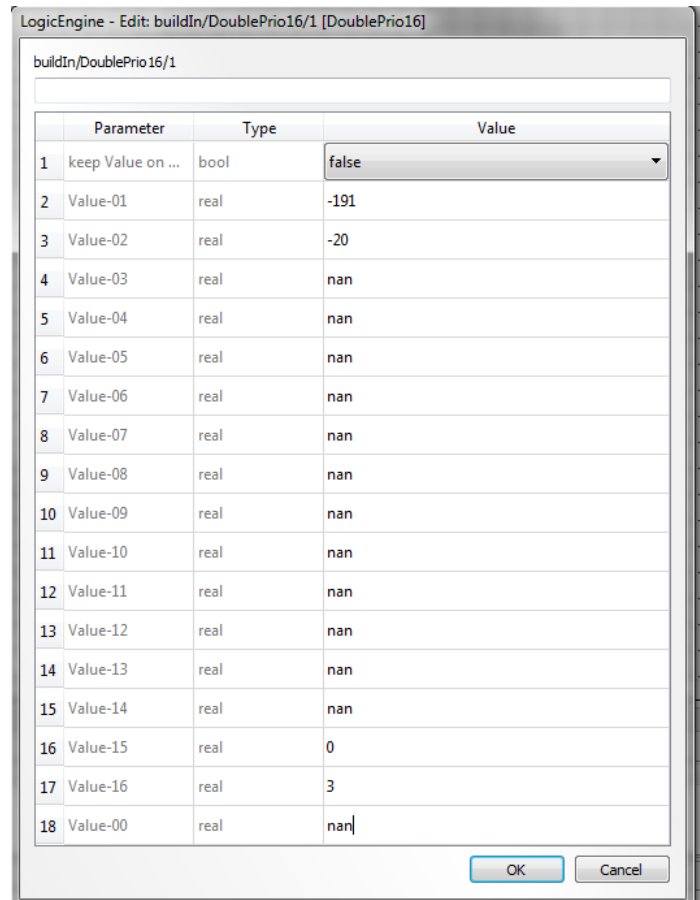 LogicEngine - Edit: buildIn/DoublePrio16/1 [DoublePrio16]
buildIn/DoublePrio16/1
Parameter Type Value
1 keep Value on ... bool false
2 Value-01 real -191
3 Value-02 real -20
4 Value-03 real nan
5 Value-04 real nan
6 Value-05 real nan
7 Value-06 real nan
8 Value-07 real nan
9 Value-08 real nan
10 Value-09 real nan
11 Value-10 real nan
12 Value-11 real nan
13 Value-12 real nan
14 Value-13 real nan
15 Value-14 real nan
16 Value-15 real 0
17 Value-16 real 3
18 Value-00 real nan
OK Cancel